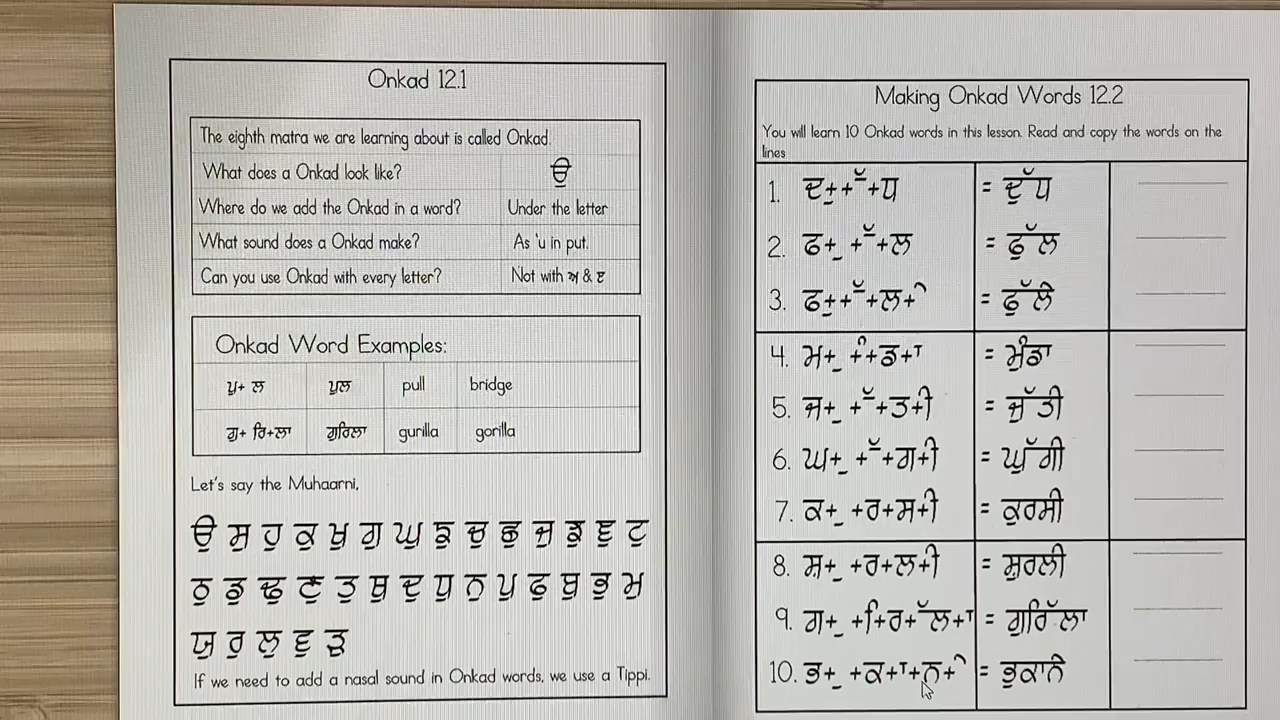 Onkad 12.1
The eighth matra we are learning about is called Onkad.
What does a Onkad look like? ੳੁ
Where do we add the Onkad in a word? Under the letter
What sound does a Onkad make? As 'u in put.
Can you use Onkad with every letter? Not with ਅ & ੲ
Onkad Word Examples:
ਪੁ+ ਲ ਪੁਲ pull bridge
ਗੁ+ ਰਿ+ਲਾ ਗੁਰਿਲਾ gurilla gorilla
Let's say the Muhaarni,
ੳੁ ਸੁ ਹੁ ਕੁ ਖੁ ਗੁ ਘੁ ਙੁ ਚੁ ਛੁ ਜੁ ਝੁ ਞੁ ਟੁ
ਠੁ ਡੁ ਢੁ ਣੁ ਤੁ ਥੁ ਦੁ ਧੁ ਨੁ ਪੁ ਫੁ ਬੁ ਭੁ ਮੁ
ਯੁ ਰੁ ਲੁ ਵੁ ੜੁ
If we need to add a nasal sound in Onkad words, we use a Tippi.
Making Onkad Words 12.2
You will learn 10 Onkad words in this lesson. Read and copy the words on the
lines
1. ਦ+ੁ+ੱ+ਧ = ਦੁੱਧ
2. ਫ+ੁ+ੱ+ਲ = ਫੁੱਲ
3. ਫ+ੁ+ੱ+ਲ+ੇ = ਫੁੱਲੇ
4. ਮ+ੁ+ੰ+ਡ+ਾ = ਮੁੰਡਾ
5. ਜ+ੁ+ੱ+ਤ+ੀ = ਜੁੱਤੀ
6. ਘ+ੁ+ੱ+ਗ+ੀ = ਘੁੱਗੀ
7. ਕ+ੁ+ਰ+ਸ+ੀ = ਕੁਰਸੀ
8. ਸ਼+ੁ+ਰ+ਲ+ੀ = ਸ਼ੁਰਲੀ
9. ਗ+ੁ+ਿ+ਰ+ੱਲ+ਾ = ਗੁਰਿੱਲਾ
10. ਭ+ੁ+ਕ+ਾ+ਨ+ੇ = ਭੁਕਾਨੇ